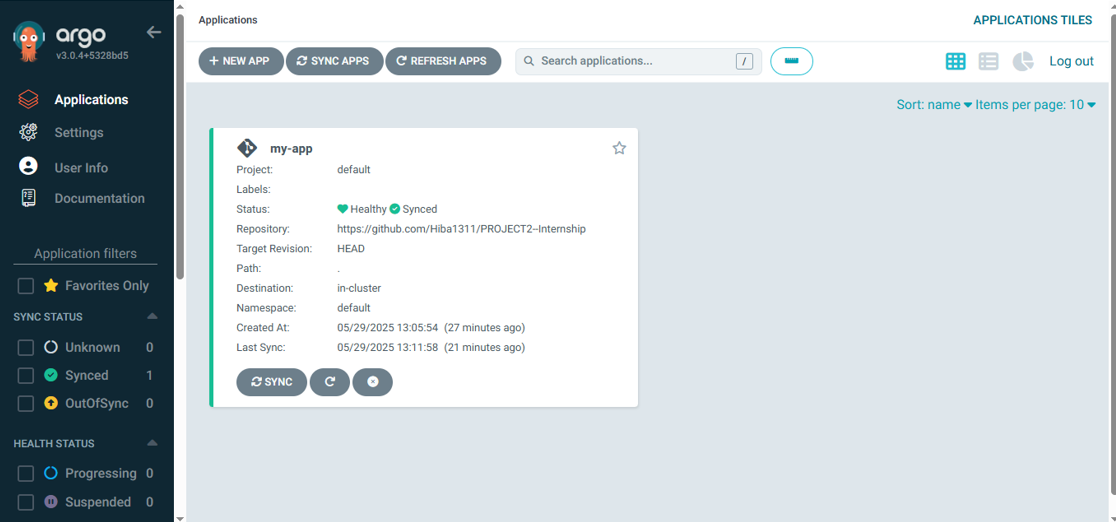 argo
v3.0.4+5328bd5
Applications
Settings
User Info
Documentation
Application filters
Favorites Only
SYNC STATUS
Unknown 0
Synced 1
OutOfSync 0
HEALTH STATUS
Progressing 0
Suspended 0
Applications
APPLICATIONS TILES
+ NEW APP
SYNC APPS
REFRESH APPS
Search applications...
/
Log out
Sort: name Items per page: 10
my-app
Project: default
Labels:
Status: Healthy Synced
Repository: https://github.com/Hiba1311/PROJECT2--Internship
Target Revision: HEAD
Path: .
Destination: in-cluster
Namespace: default
Created At: 05/29/2025 13:05:54 (27 minutes ago)
Last Sync: 05/29/2025 13:11:58 (21 minutes ago)
SYNC